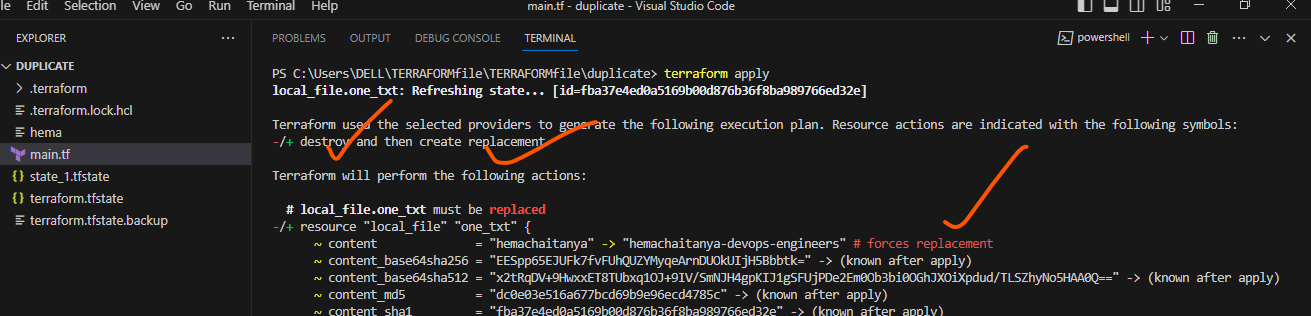 le Edit Selection View Go Run Terminal Help main.tf - duplicate - Visual Studio Code
EXPLORER ...
DUPLICATE
.terraform
.terraform.lock.hcl
hema
main.tf
state_1.tfstate
terraform.tfstate
terraform.tfstate.backup
PROBLEMS OUTPUT DEBUG CONSOLE TERMINAL powershell
PS C:\Users\DELL\TERRAFORMfile\TERRAFORMfile\duplicate> terraform apply
local_file.one_txt: Refreshing state... [id=fba37e4ed0a5169b00d876b36f8ba989766ed32e]
Terraform used the selected providers to generate the following execution plan. Resource actions are indicated with the following symbols:
-/+ destroy and then create replacement
Terraform will perform the following actions:
# local_file.one_txt must be replaced
-/+ resource "local_file" "one_txt" {
~ content = "hemachaitanya" -> "hemachaitanya-devops-engineers" # forces replacement
~ content_base64sha256 = "EESpp65EJUFk7fvFUhQUZYMyqeArnDUOkUIjH5Bbbtk=" -> (known after apply)
~ content_base64sha512 = "x2tRqDV+9HwxxET8TUbxq1OJ+9IV/SmNJH4gpKIJ1gSFUjPDe2Em0Ob3bi0OGhJXOiXpdud/TLSZhyNo5HAA0Q==" -> (known after apply)
~ content_md5 = "dc0e03e516a677bcd69b9e96ecd4785c" -> (known after apply)
~ content_sha1 = "fba37e4ed0a5169b00d876b36f8ba989766ed32e" -> (known after apply)